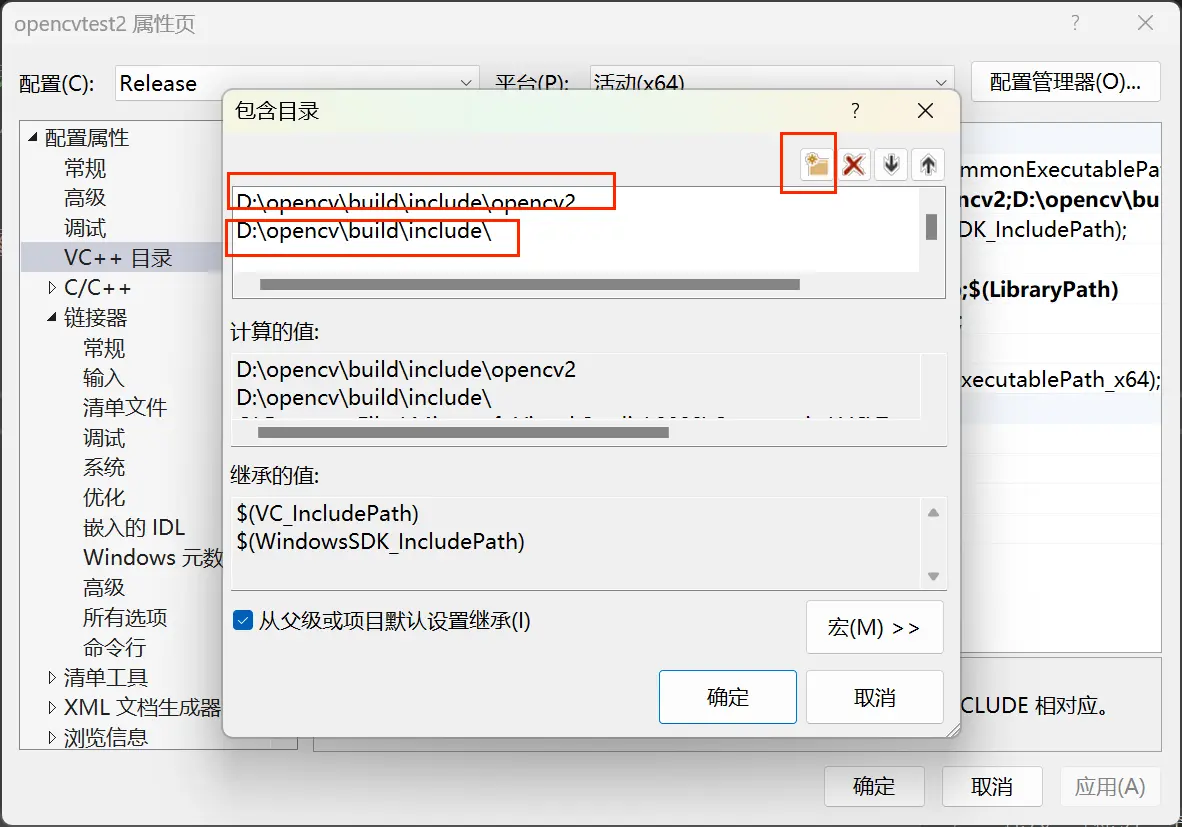 opencvtest2 属性页
配置(C):
Release
平台(P):
活动(x64)
配置管理器(O)...
配置属性
常规
高级
调试
VC++ 目录
C/C++
链接器
常规
输入
清单文件
调试
系统
优化
嵌入的 IDL
Windows 元数
高级
所有选项
命令行
清单工具
XML 文档生成器
浏览信息
包含目录
D:\opencv\build\include\opencv2
D:\opencv\build\include\
计算的值:
D:\opencv\build\include\opencv2
D:\opencv\build\include\
继承的值:
$(VC_IncludePath)
$(WindowsSDK_IncludePath)
从父级或项目默认设置继承(I)
宏(M) >>
确定
取消
mmonExecutablePa
ncv2;D:\opencv\bu
DK_IncludePath);
;$(LibraryPath)
xecutablePath_x64);
CLUDE 相对应。
确定
取消
应用(A)